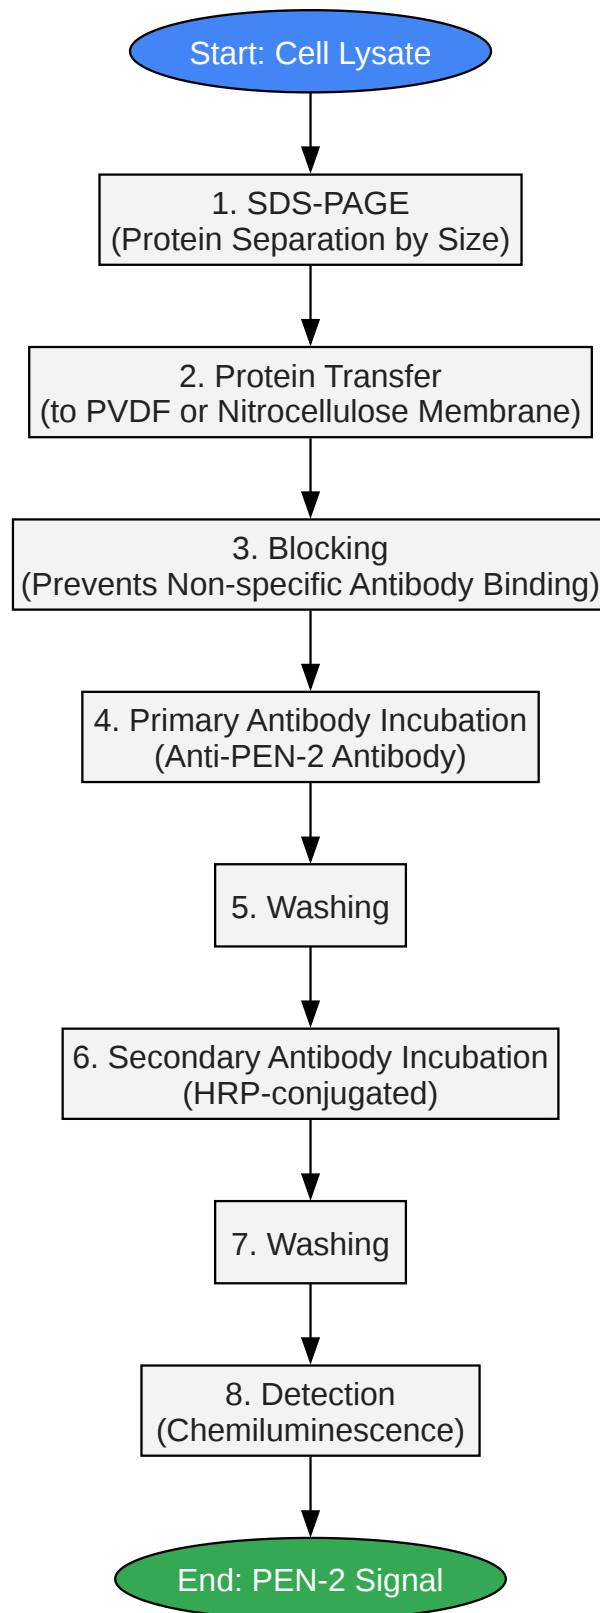 Start: Cell Lysate
1. SDS-PAGE
(Protein Separation by Size)
2. Protein Transfer
(to PVDF or Nitrocellulose Membrane)
3. Blocking
(Prevents Non-specific Antibody Binding)
4. Primary Antibody Incubation
(Anti-PEN-2 Antibody)
5. Washing
6. Secondary Antibody Incubation
(HRP-conjugated)
7. Washing
8. Detection
(Chemiluminescence)
End: PEN-2 Signal